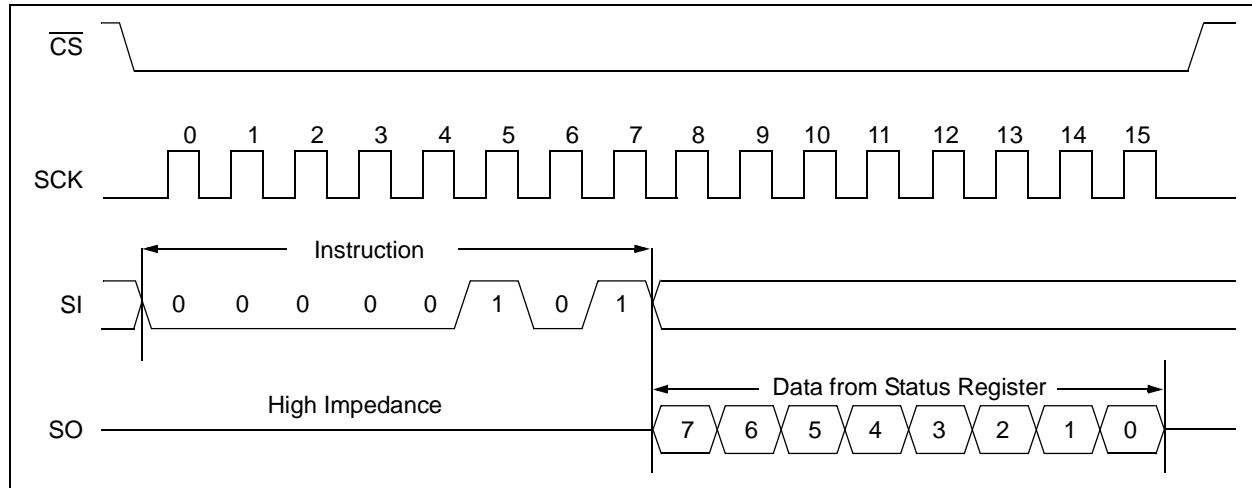 CS
0 1 2 3 4 5 6 7 8 9 10 11 12 13 14 15
SCK
Instruction
SI 0 0 0 0 0 1 0 1
Data from Status Register
High Impedance
SO 7 6 5 4 3 2 1 0